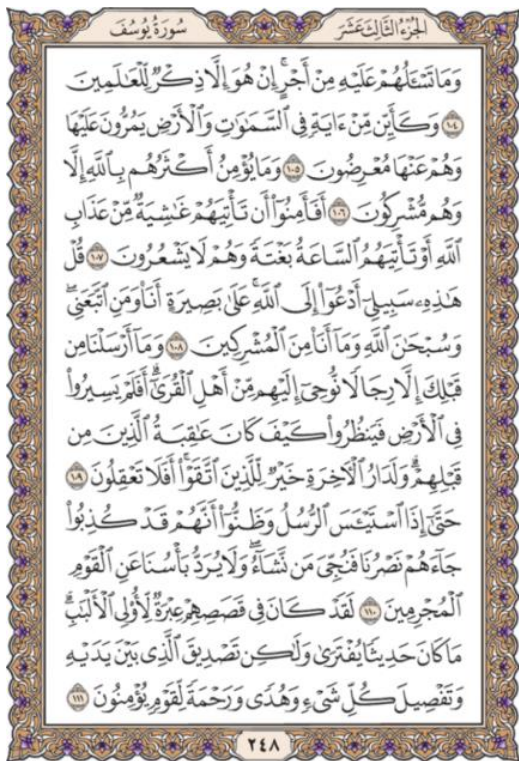 الجزء الثالث عشر
سورة يوسف
وَمَا تَسْـَٔلُهُمْ عَلَيْهِ مِنْ أَجْرٍ ۚ إِنْ هُوَ إِلَّا ذِكْرٌ لِّلْعَٰلَمِينَ
١٠٤ وَكَأَيِّن مِّنْ ءَايَةٍ فِى ٱلسَّمَٰوَٰتِ وَٱلْأَرْضِ يَمُرُّونَ عَلَيْهَا
وَهُمْ عَنْهَا مُعْرِضُونَ ١٠٥ وَمَا يُؤْمِنُ أَكْثَرُهُم بِٱللَّهِ إِلَّا
وَهُم مُّشْرِكُونَ ١٠٦ أَفَأَمِنُوٓا۟ أَن تَأْتِيَهُمْ غَٰشِيَةٌ مِّنْ عَذَابِ
ٱللَّهِ أَوْ تَأْتِيَهُمُ ٱلسَّاعَةُ بَغْتَةً وَهُمْ لَا يَشْعُرُونَ ١٠٧ قُلْ
هَٰذِهِۦ سَبِيلِىٓ أَدْعُوٓا۟ إِلَى ٱللَّهِ ۚ عَلَىٰ بَصِيرَةٍ أَنَا۠ وَمَنِ ٱتَّبَعَنِى ۖ
وَسُبْحَٰنَ ٱللَّهِ وَمَآ أَنَا۠ مِنَ ٱلْمُشْرِكِينَ ١٠٨ وَمَآ أَرْسَلْنَا مِن
قَبْلِكَ إِلَّا رِجَالًا نُّوحِىٓ إِلَيْهِم مِّنْ أَهْلِ ٱلْقُرَىٰٓ ۗ أَفَلَمْ يَسِيرُوا۟
فِى ٱلْأَرْضِ فَيَنظُرُوا۟ كَيْفَ كَانَ عَٰقِبَةُ ٱلَّذِينَ مِن
قَبْلِهِمْ ۗ وَلَدَارُ ٱلْءَاخِرَةِ خَيْرٌ لِّلَّذِينَ ٱتَّقَوْا۟ ۗ أَفَلَا تَعْقِلُونَ ١٠٩
حَتَّىٰٓ إِذَا ٱسْتَيْـَٔسَ ٱلرُّسُلُ وَظَنُّوٓا۟ أَنَّهُمْ قَدْ كُذِبُوا۟
جَآءَهُمْ نَصْرُنَا فَنُجِّىَ مَن نَّشَآءُ ۖ وَلَا يُرَدُّ بَأْسُنَا عَنِ ٱلْقَوْمِ
ٱلْمُجْرِمِينَ ١١٠ لَقَدْ كَانَ فِى قَصَصِهِمْ عِبْرَةٌ لِّأُو۟لِى ٱلْأَلْبَٰبِ ۗ
مَا كَانَ حَدِيثًا يُفْتَرَىٰ وَلَٰكِن تَصْدِيقَ ٱلَّذِى بَيْنَ يَدَيْهِ
وَتَفْصِيلَ كُلِّ شَىْءٍ وَهُدًى وَرَحْمَةً لِّقَوْمٍ يُؤْمِنُونَ ١١١
٢٤٨